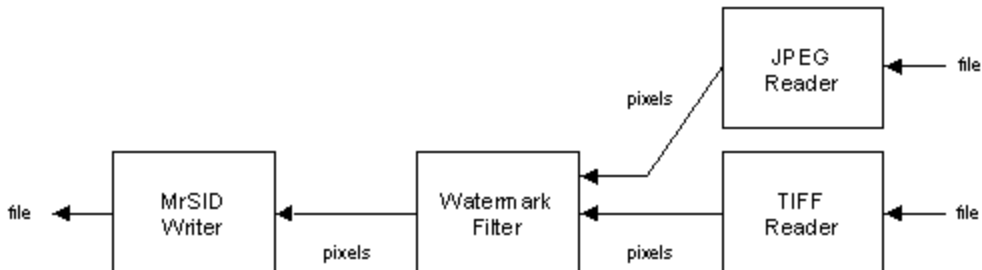 JPEG
Reader
file
pixels
file
MrSID
Writer
pixels
Watermark
Filter
pixels
TIFF
Reader
file